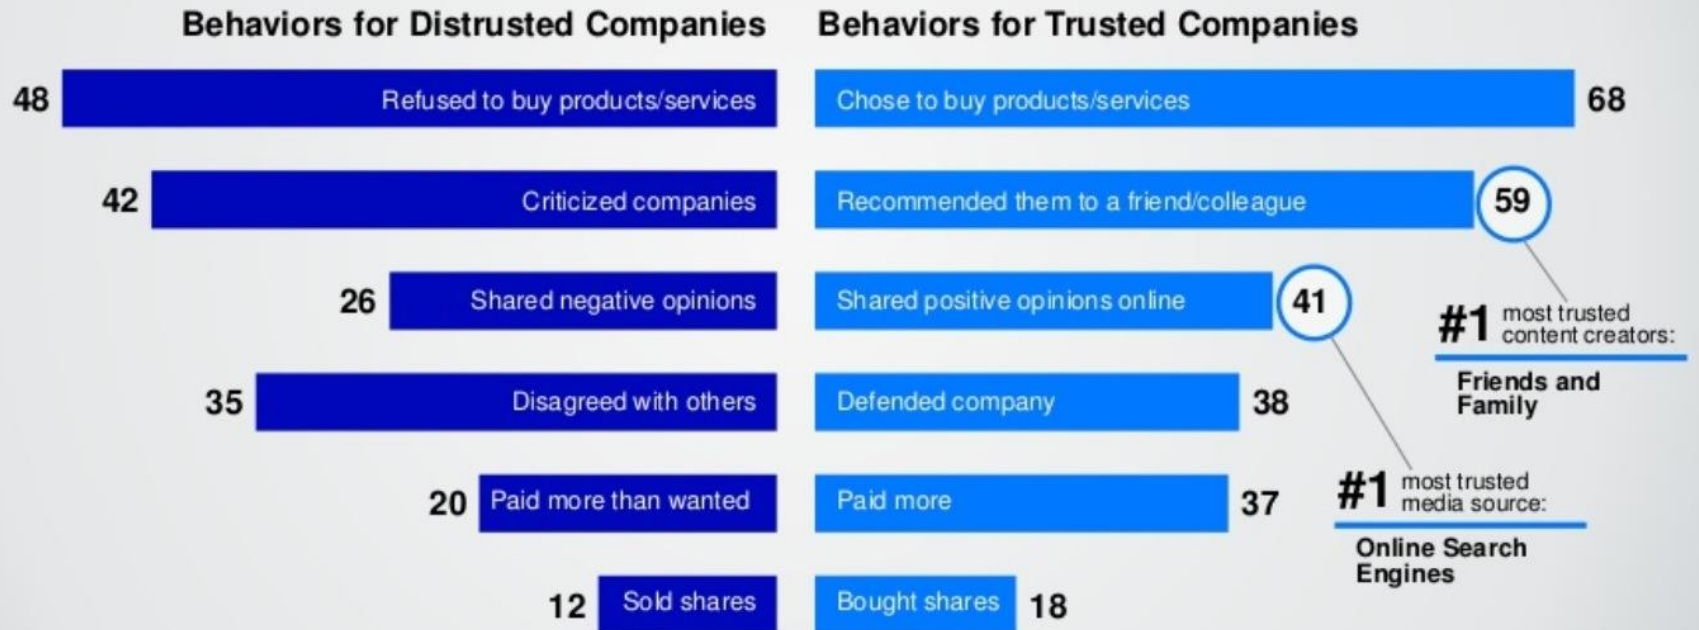 Behaviors for Distrusted Companies
Behaviors for Trusted Companies
48 Refused to buy products/services
Chose to buy products/services 68
42 Criticized companies
Recommended them to a friend/colleague 59
26 Shared negative opinions
Shared positive opinions online 41
#1 most trusted
content creators:
Friends and
Family
35 Disagreed with others
Defended company 38
20 Paid more than wanted
Paid more 37
#1 most trusted
media source:
Online Search
Engines
12 Sold shares
Bought shares 18